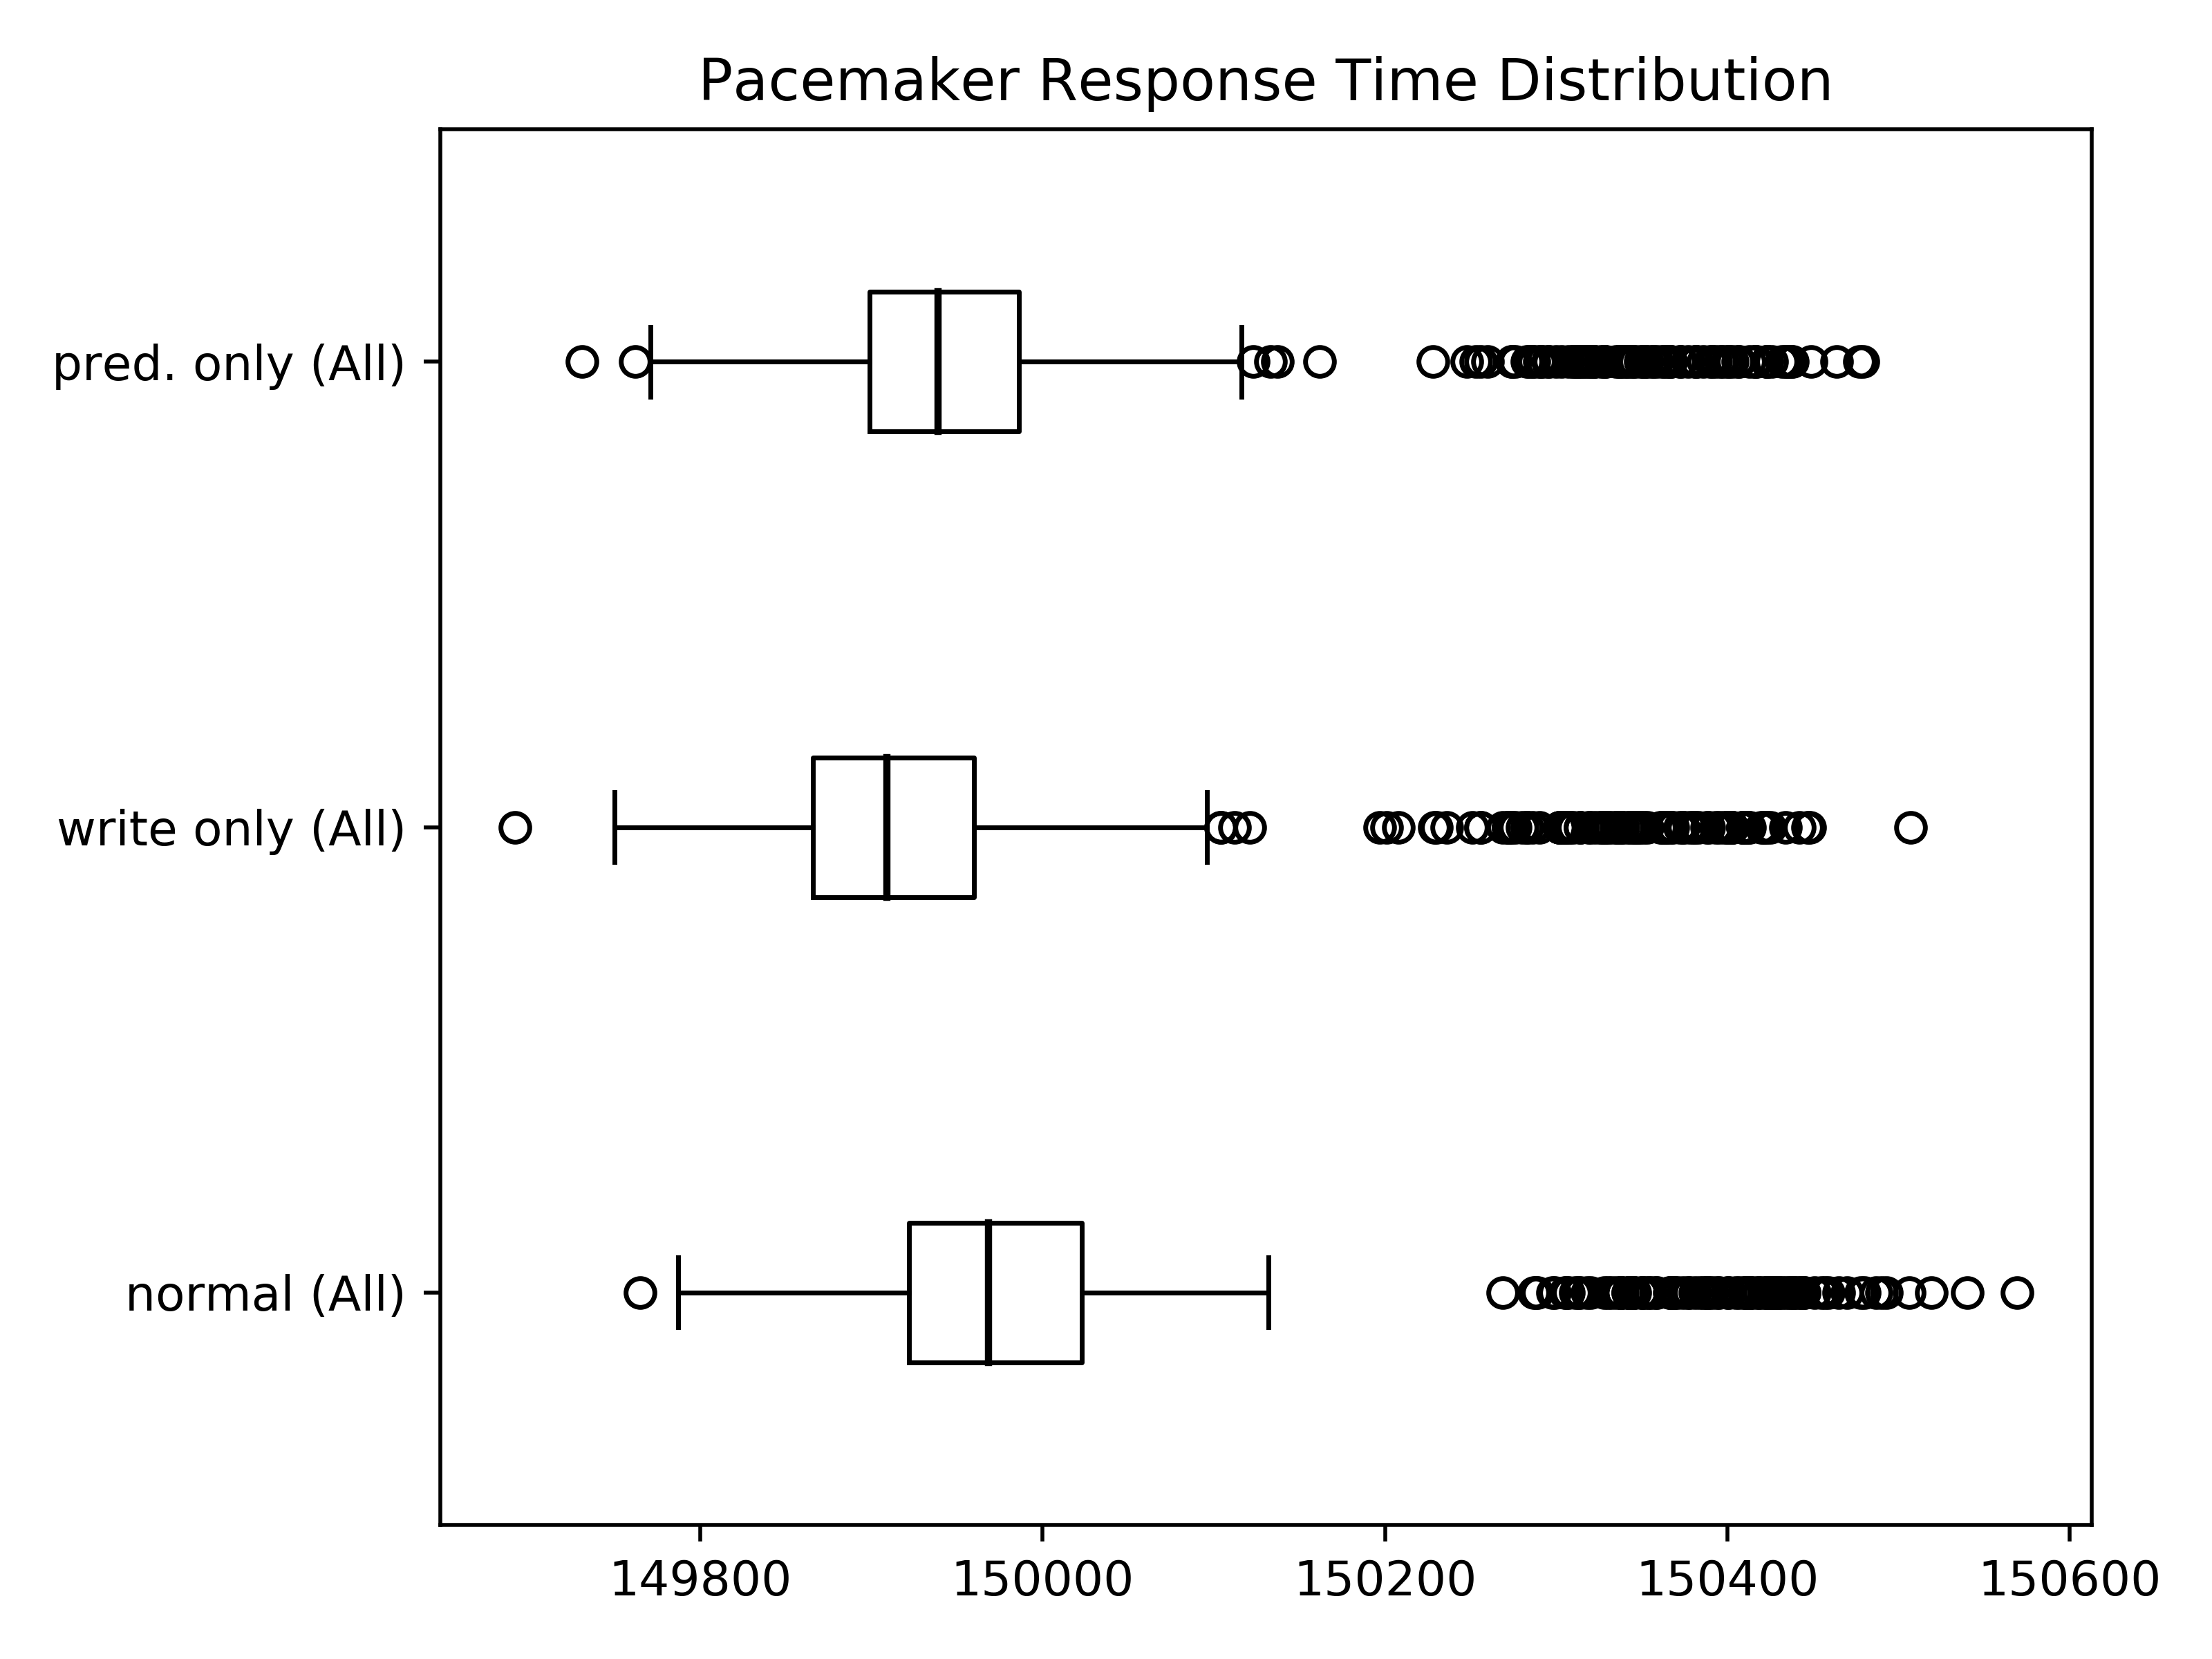 Pacemaker Response Time Distribution
pred. only (All)
write only (All)
normal (All)
149800 150000 150200 150400 150600